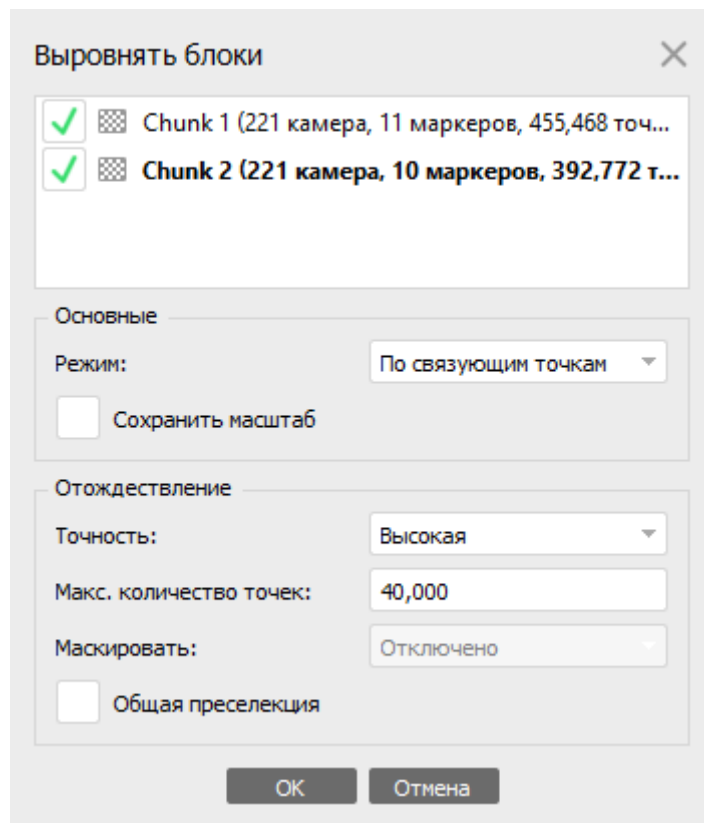 Выровнять блоки
Chunk 1 (221 камера, 11 маркеров, 455,468 точ...
Chunk 2 (221 камера, 10 маркеров, 392,772 т...
Основные
Режим: По связующим точкам
Сохранить масштаб
Отождествление
Точность: Высокая
Макс. количество точек: 40,000
Маскировать: Отключено
Общая преселекция
OK Отмена